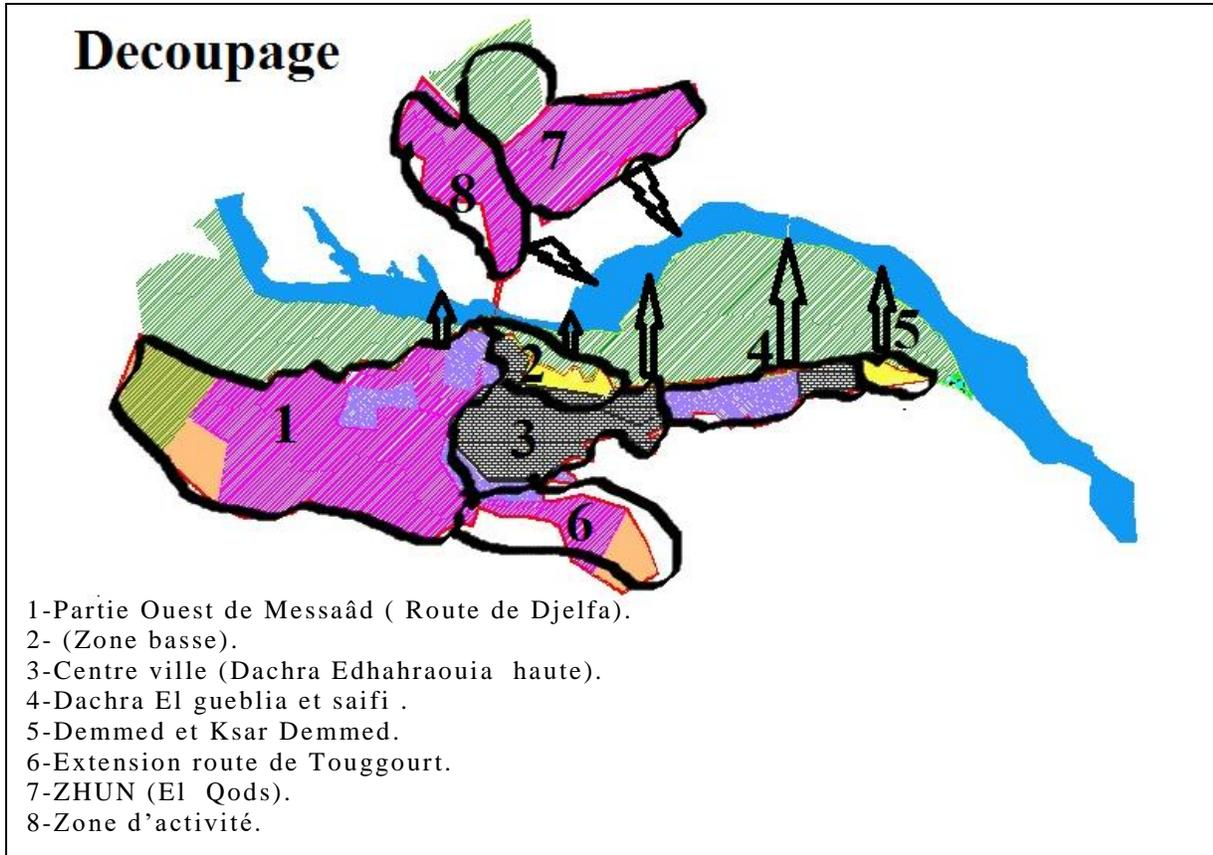 Decoupage
7
8
5
4
2
1
3
6
1-Partie Ouest de Messaâd ( Route de Djelfa).
2- (Zone basse).
3-Centre ville (Dachra Edhahraouia haute).
4-Dachra El gueblia et saifi .
5-Demmed et Ksar Demmed.
6-Extension route de Touggourt.
7-ZHUN (El Qods).
8-Zone d’activité.